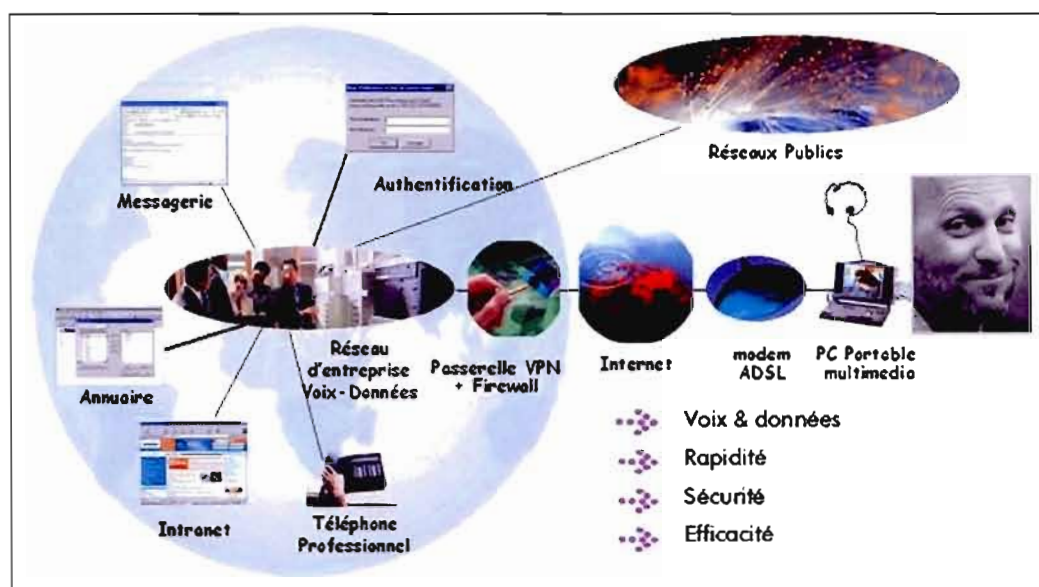 Messagerie
Authentification
Réseaux Publics
Annuaire
Réseau
d'entreprise
Voix-Données
Passerelle VPN
+ Firewall
Internet
modem
ADSL
PC Portable
multimedia
Intranet
Téléphone
Professionnel
Voix & données
Rapidité
Sécurité
Efficacité